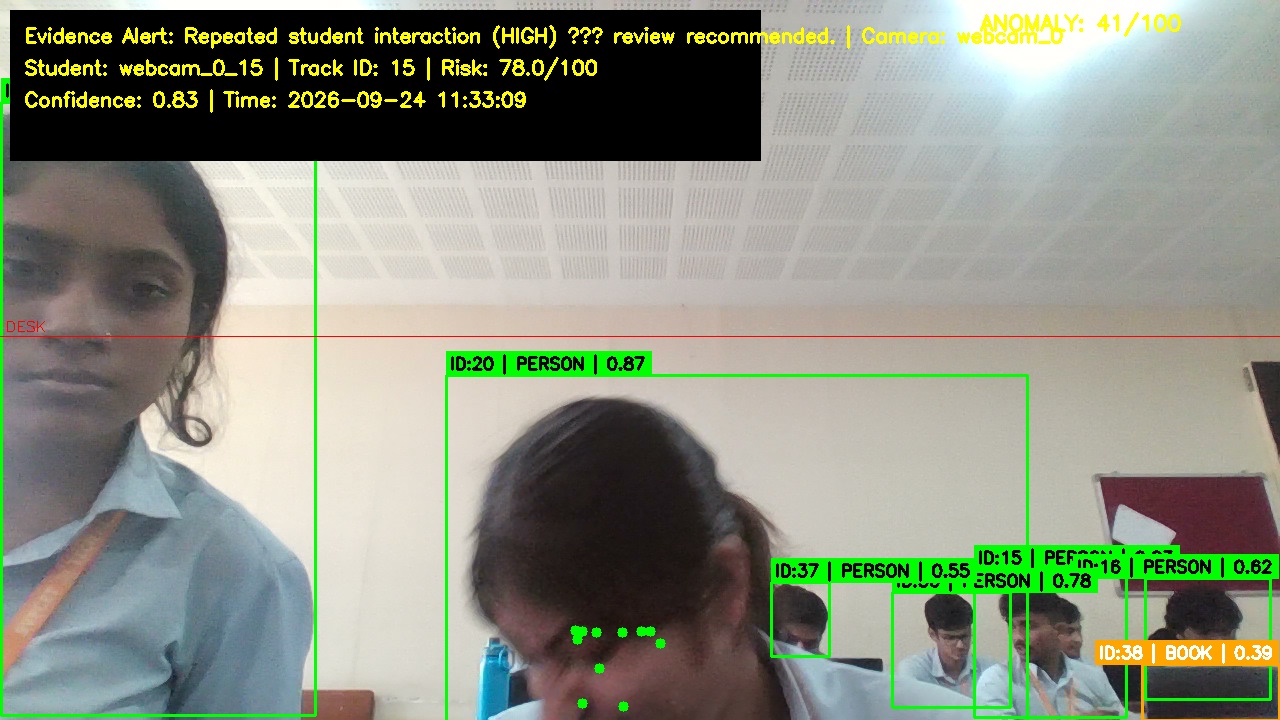 Evidence Alert: Repeated student interaction (HIGH) ??? review recommended. | Camera: webcam_0
ANOMALY: 41/100
Student: webcam_0_15 | Track ID: 15 | Risk: 78.0/100
Confidence: 0.83 | Time: 2026-09-24 11:33:09
DESK
ID:20 | PERSON | 0.87
ID:15 | PERSON
ID:16 | PERSON | 0.62
ID:37 | PERSON | 0.55
PERSON | 0.78
ID:38 | BOOK | 0.39